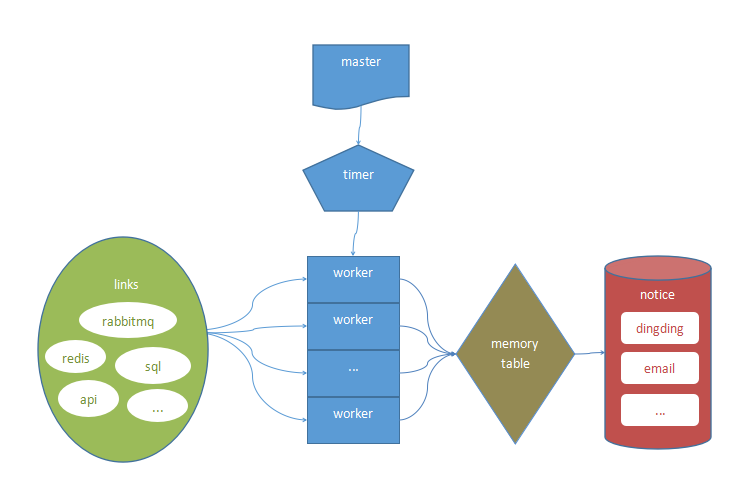 master
timer
links
rabbitmq
redis
sql
api
...
worker
worker
...
worker
memory
table
notice
dingding
email
...